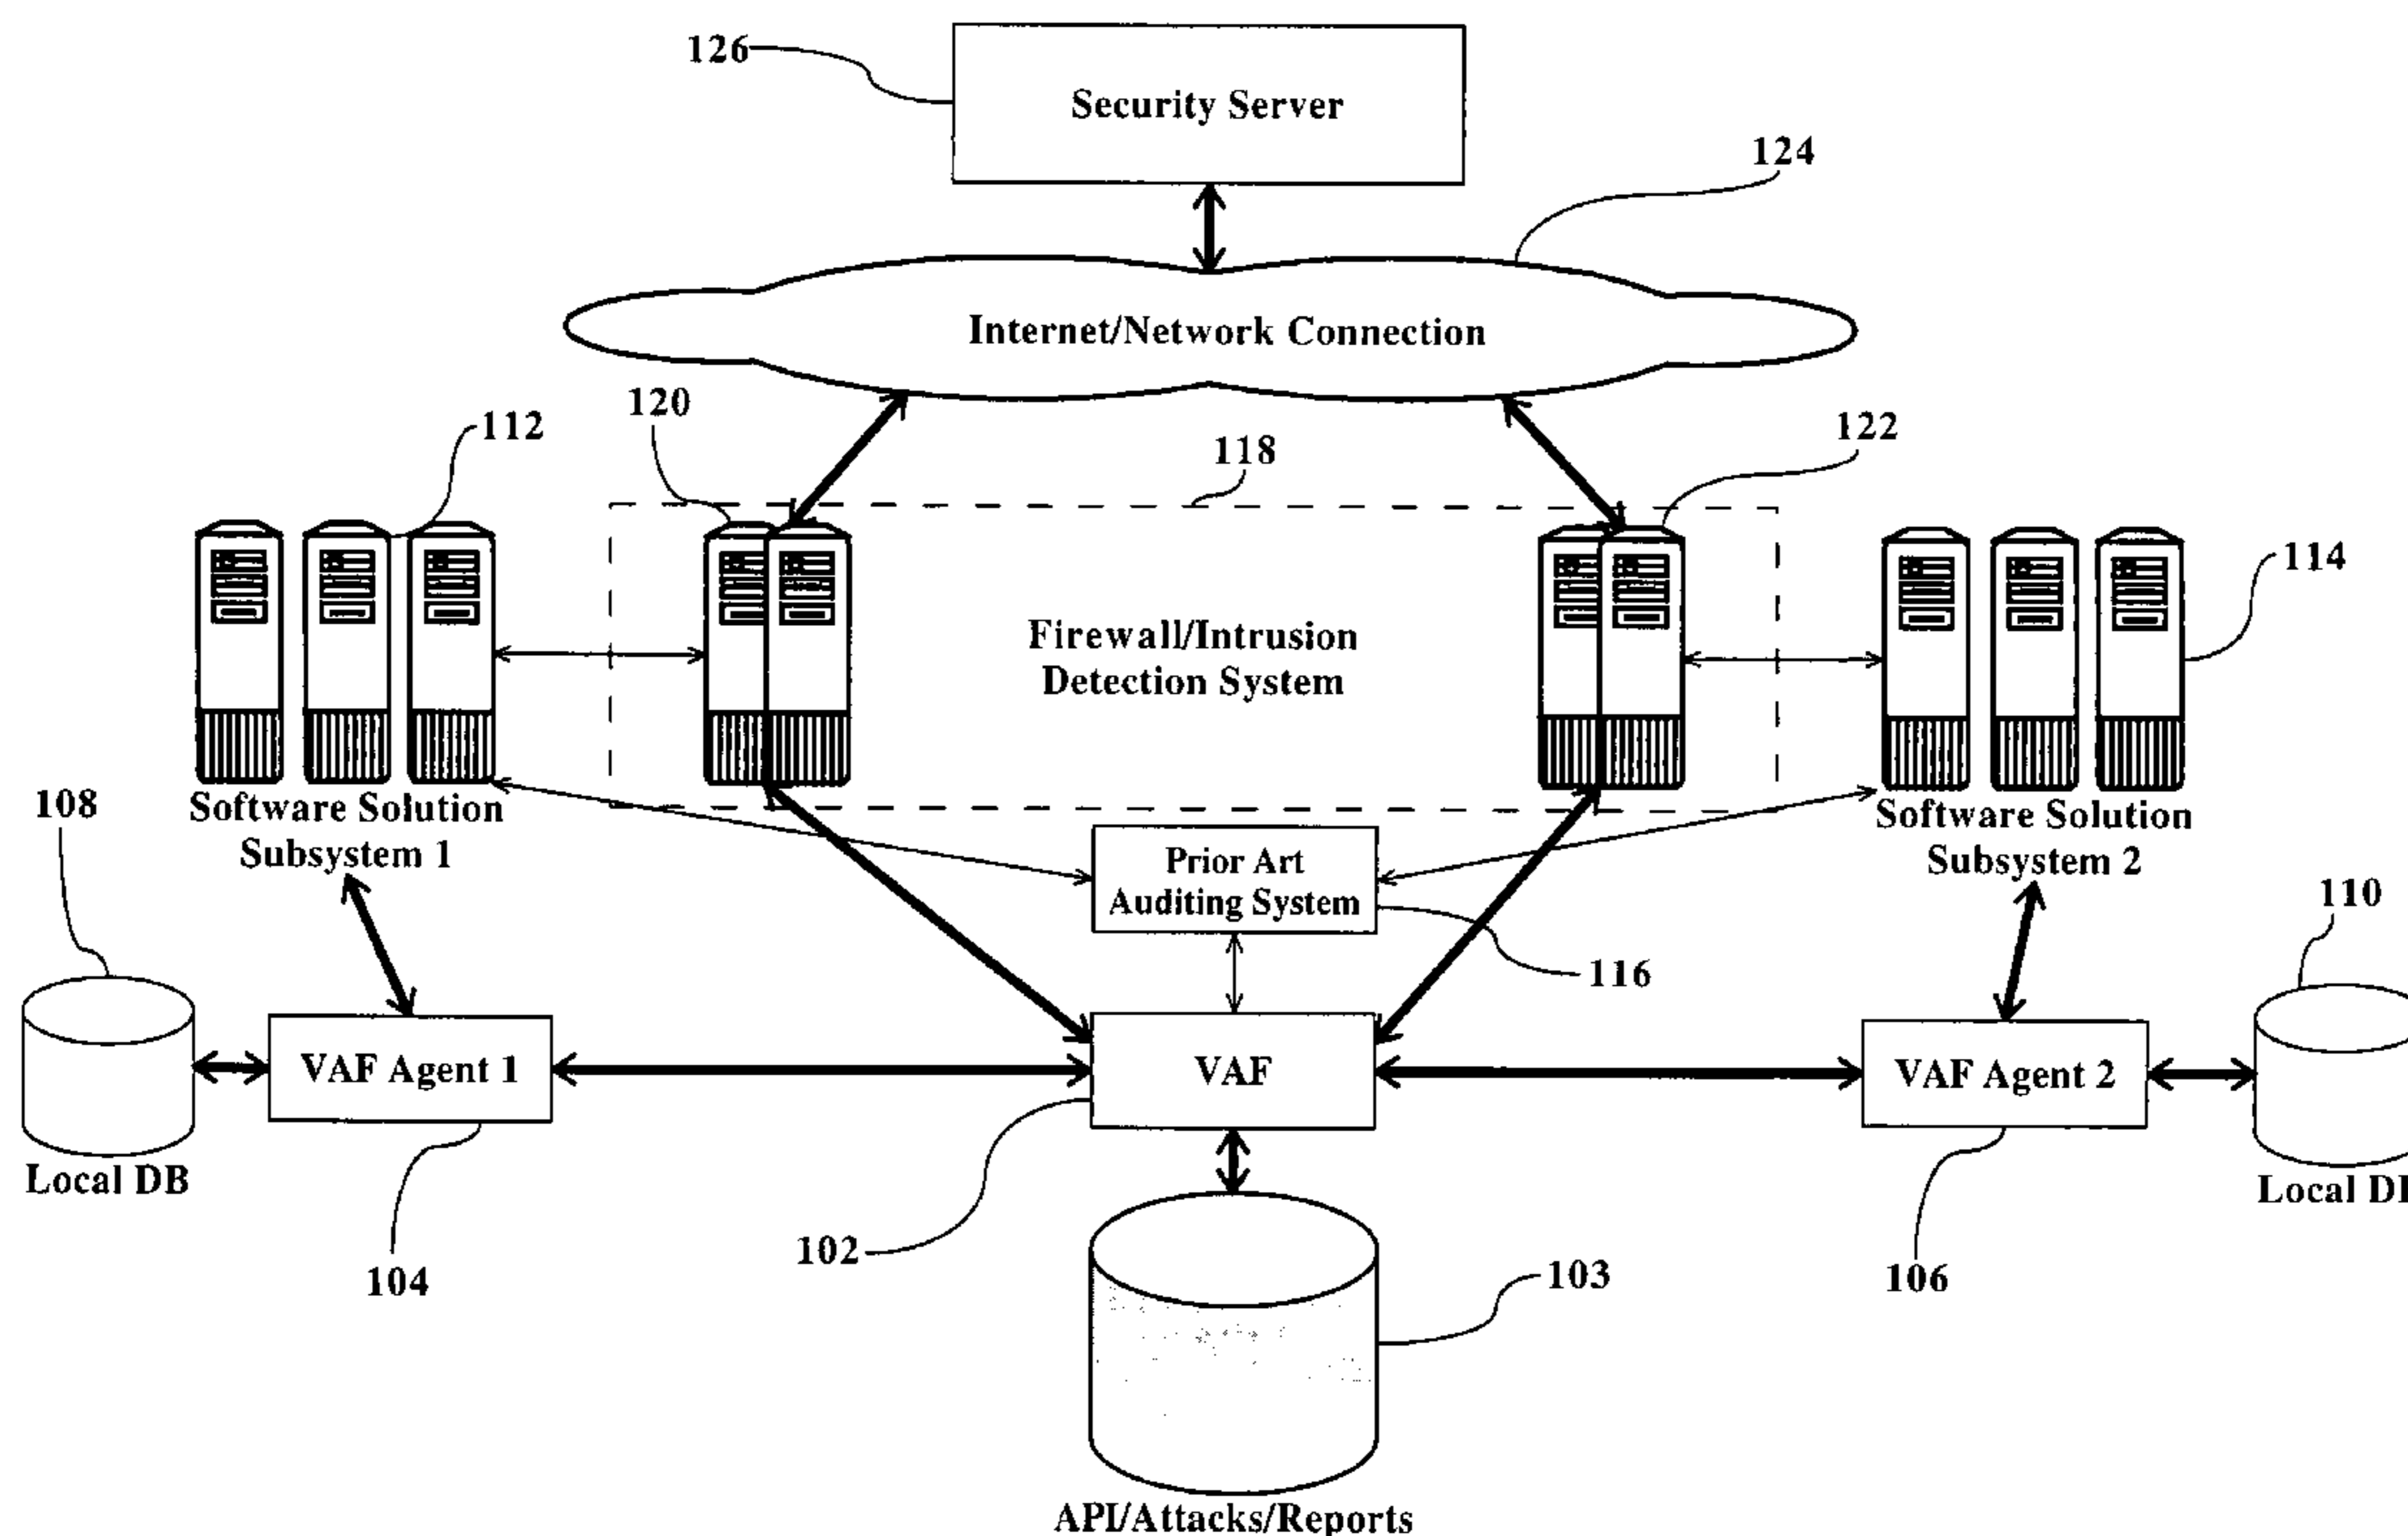 126
Security Server
124
Internet/Network Connection
120
112
118
122
114
Firewall/Intrusion
Detection System
108
Software Solution
Subsystem 1
Prior Art
Auditing System
Software Solution
Subsystem 2
110
116
VAF Agent 1
VAF
VAF Agent 2
Local DB
Local
102
104
103
106
API/Attacks/Reports